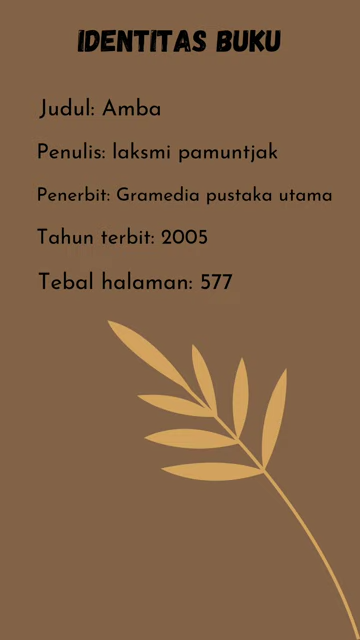 IDENTITAS BUKU
Judul: Amba
Penulis: laksmi pamuntjak
Penerbit: Gramedia pustaka utama
Tahun terbit: 2005
Tebal halaman: 577